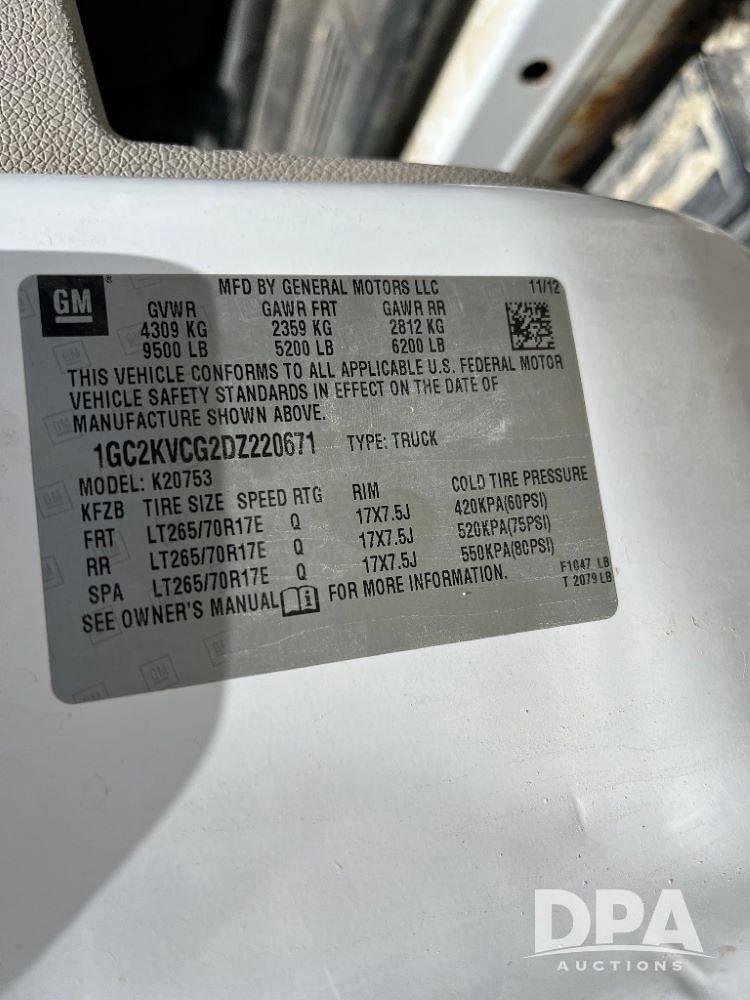 GM
MFD BY GENERAL MOTORS LLC 11/12
GVWR GAWR FRT GAWR RR
4309 KG 2359 KG 2812 KG
9500 LB 5200 LB 6200 LB
THIS VEHICLE CONFORMS TO ALL APPLICABLE U.S. FEDERAL MOTOR
VEHICLE SAFETY STANDARDS IN EFFECT ON THE DATE OF
MANUFACTURE SHOWN ABOVE.
1GC2KVCG2DZ220671 TYPE: TRUCK
MODEL: K20753
KFZB TIRE SIZE SPEED RTG RIM COLD TIRE PRESSURE
FRT LT265/70R17E Q 17X7.5J 420KPA(60PSI)
RR LT265/70R17E Q 17X7.5J 520KPA(75PSI)
SPA LT265/70R17E Q 17X7.5J 550KPA(80PSI)
SEE OWNER'S MANUAL FOR MORE INFORMATION.
F1047 LB
T 2079 LB
DPA
AUCTIONS